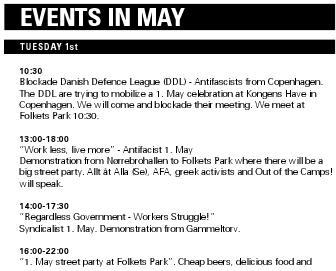 EVENTS IN MAY
TUESDAY 1st
10:30
Blockade Danish Defence League (DDL) - Antifascists from Copenhagen.
The DDL are trying to mobilize a 1. May celebration at Kongens Have in
Copenhagen. We will come and blockade their meeting. We meet at
Folkets Park 10:30.
13:00-18:00
"Work less, live more" - Antifacist 1. May
Demonstration from Nørrebrohallen to Folkets Park where there will be a
big street party. Allt åt Alla (Se), AFA, greek activists and Out of the Camps!
will speak.
14:00-17:30
"Regardless Government - Workers Struggle!"
Syndicalist 1. May. Demonstration from Gammeltorv.
16:00-22:00
"1. May street party at Folkets Park". Cheap beers, delicious food and